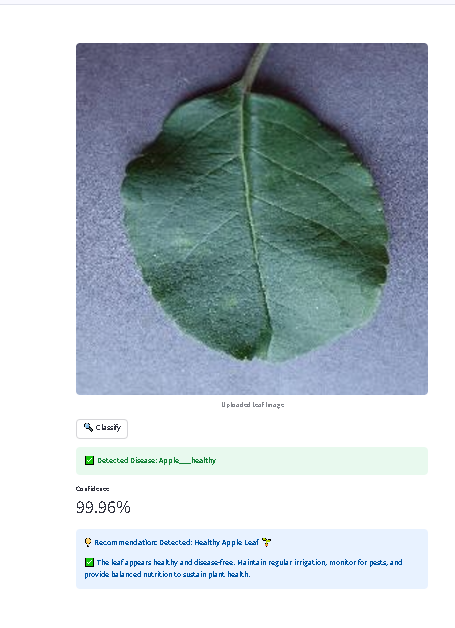 Uploaded Leaf Image
🔍 Classify
✅ Detected Disease: Apple___healthy
Confidence
99.96%
💡 Recommendation: Detected: Healthy Apple Leaf 🌱
✅ The leaf appears healthy and disease-free. Maintain regular irrigation, monitor for pests, and
provide balanced nutrition to sustain plant health.